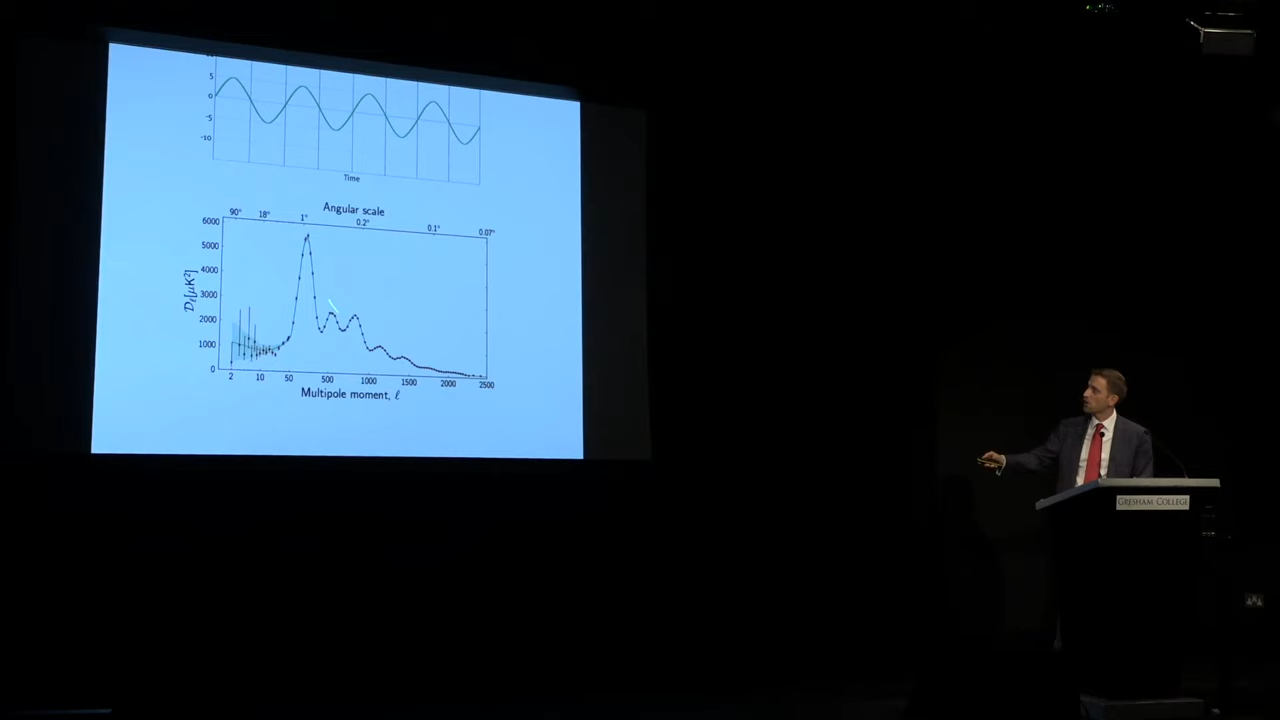 5
0
-5
-10
Time
Angular scale
90° 18° 1° 0.2° 0.1° 0.07°
6000
5000
4000
3000
2000
1000
0
𝒟ℓ[μK²]
2 10 50 500 1000 1500 2000 2500
Multipole moment, ℓ
GRESHAM COLLEGE